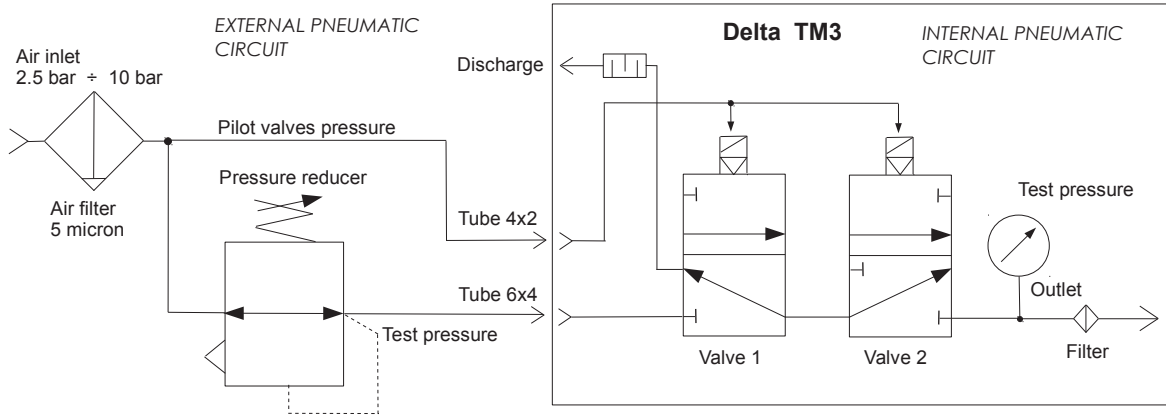 EXTERNAL PNEUMATIC
CIRCUIT
Air inlet
2.5 bar ÷ 10 bar
Pilot valves pressure
Pressure reducer
Air filter
5 micron
Tube 4x2
Tube 6x4
Test pressure
Delta TM3
INTERNAL PNEUMATIC
CIRCUIT
Discharge
Test pressure
Outlet
Valve 1
Valve 2
Filter